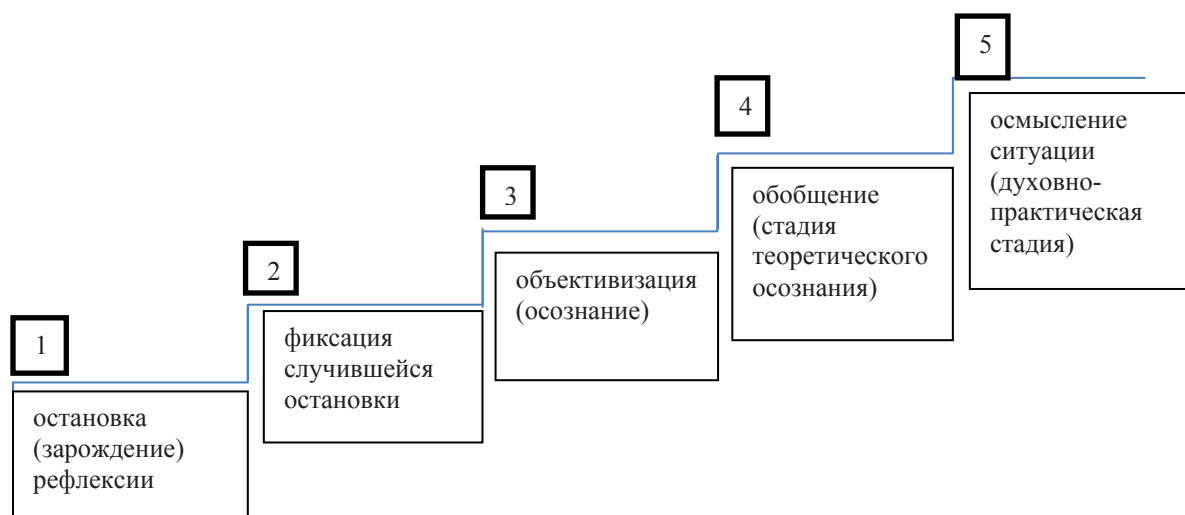 1
остановка
(зарождение)
рефлексии
2
фиксация
случившейся
остановки
3
объективизация
(осознание)
4
обобщение
(стадия
теоретического
осознания)
5
осмысление
ситуации
(духовно-
практическая
стадия)